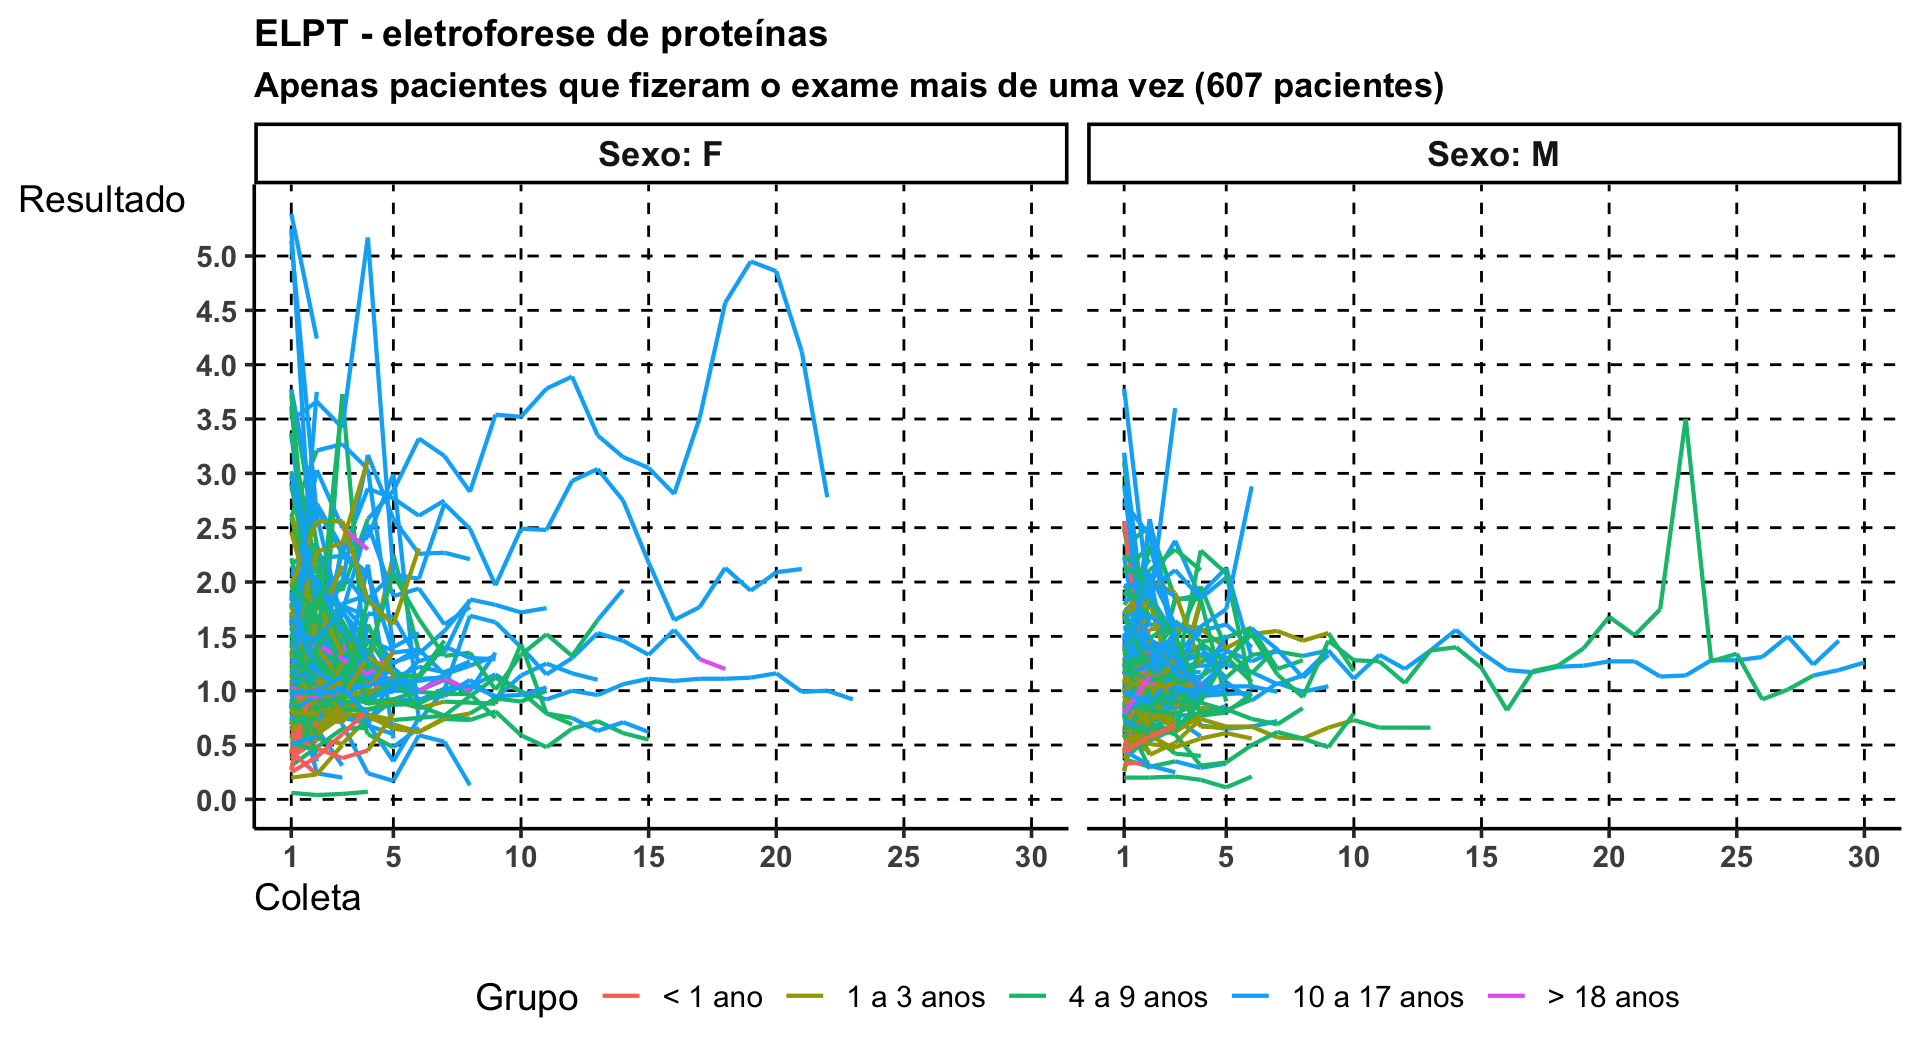 ELPT - eletroforese de proteínas
Apenas pacientes que fizeram o exame mais de uma vez (607 pacientes)
Sexo: F
Sexo: M
Resultado
5.0
4.5
4.0
3.5
3.0
2.5
2.0
1.5
1.0
0.5
0.0
1 5 10 15 20 25 30
1 5 10 15 20 25 30
Coleta
Grupo < 1 ano 1 a 3 anos 4 a 9 anos 10 a 17 anos > 18 anos